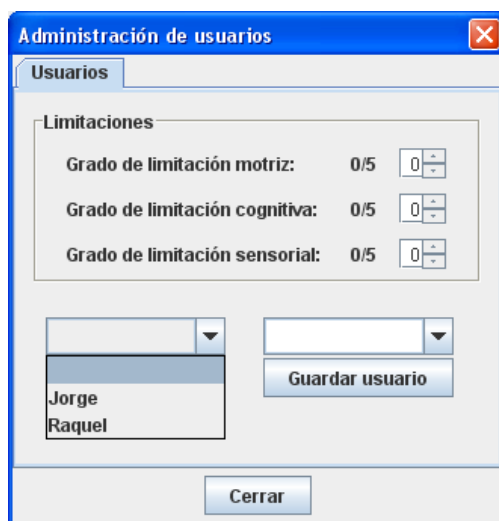 Administración de usuarios
Usuarios
Limitaciones
Grado de limitación motriz: 0/5 0
Grado de limitación cognitiva: 0/5 0
Grado de limitación sensorial: 0/5 0
Guardar usuario
Jorge
Raquel
Cerrar